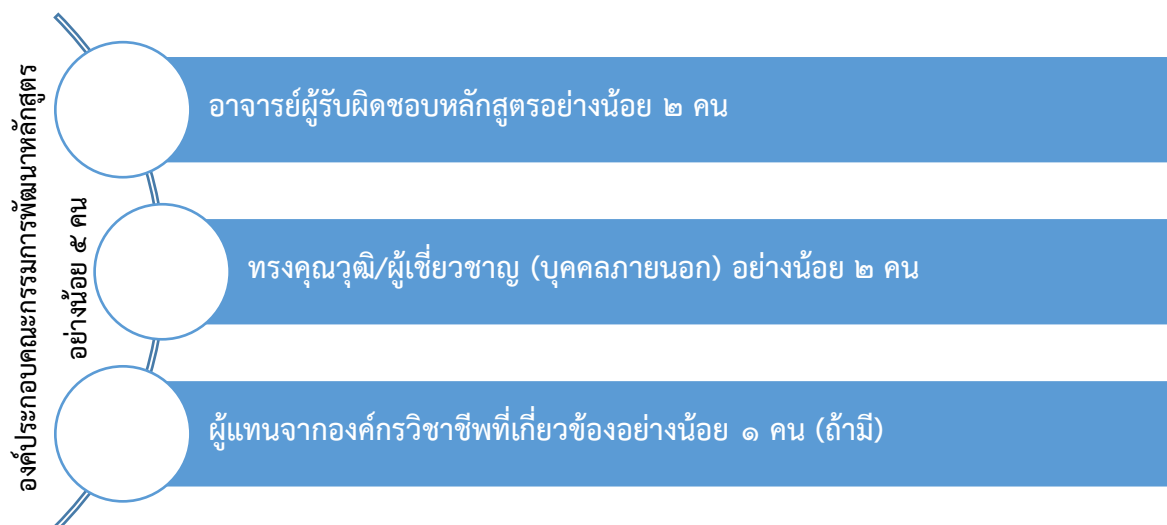 องค์ประกอบคณะกรรมการพัฒนาหลักสูตร
อย่างน้อย ๕ คน
อาจารย์ผู้รับผิดชอบหลักสูตรอย่างน้อย ๒ คน
ทรงคุณวุฒิ/ผู้เชี่ยวชาญ (บุคคลภายนอก) อย่างน้อย ๒ คน
ผู้แทนจากองค์กรวิชาชีพที่เกี่ยวข้องอย่างน้อย ๑ คน (ถ้ามี)